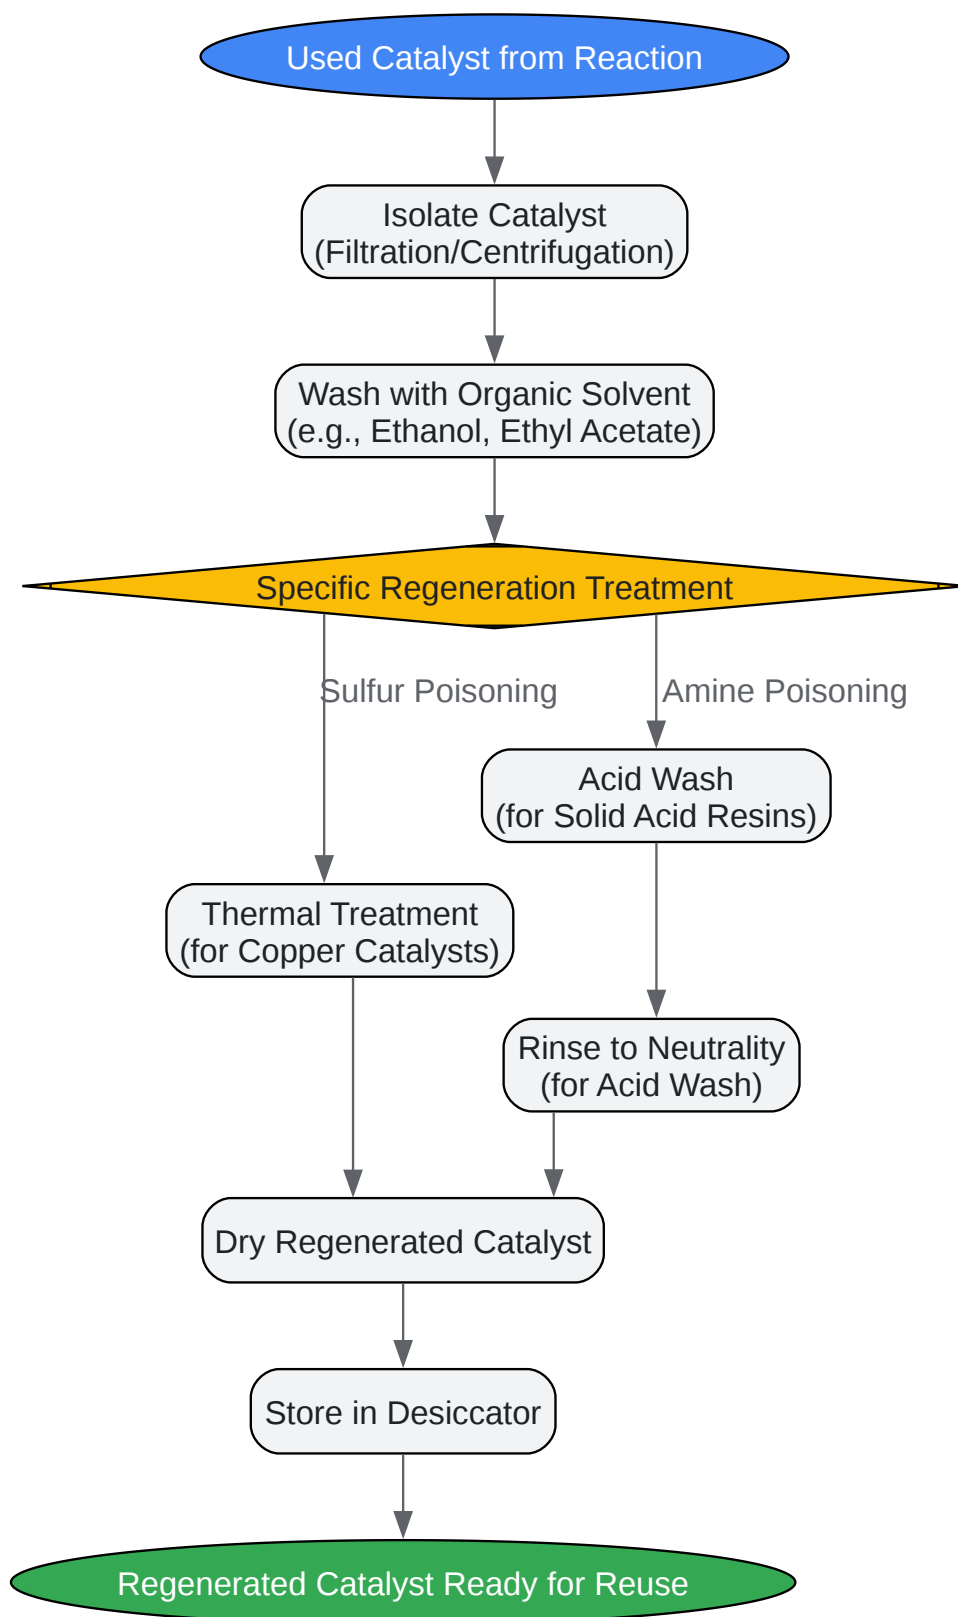 Used Catalyst from Reaction
Isolate Catalyst
(Filtration/Centrifugation)
Wash with Organic Solvent
(e.g., Ethanol, Ethyl Acetate)
Specific Regeneration Treatment
Sulfur Poisoning
Amine Poisoning
Acid Wash
(for Solid Acid Resins)
Thermal Treatment
(for Copper Catalysts)
Rinse to Neutrality
(for Acid Wash)
Dry Regenerated Catalyst
Store in Desiccator
Regenerated Catalyst Ready for Reuse